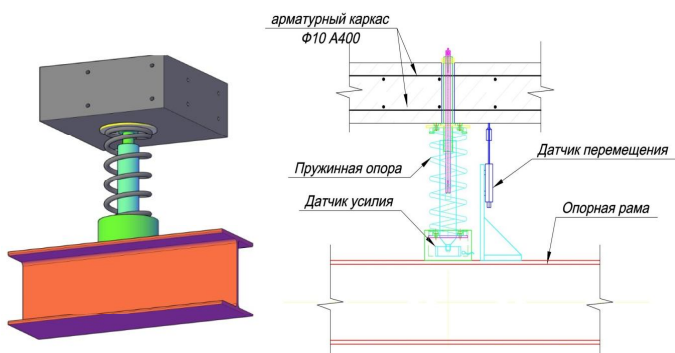 арматурный каркас
Ф10 А400
Датчик перемещения
Пружинная опора
Датчик усилия
Опорная рама